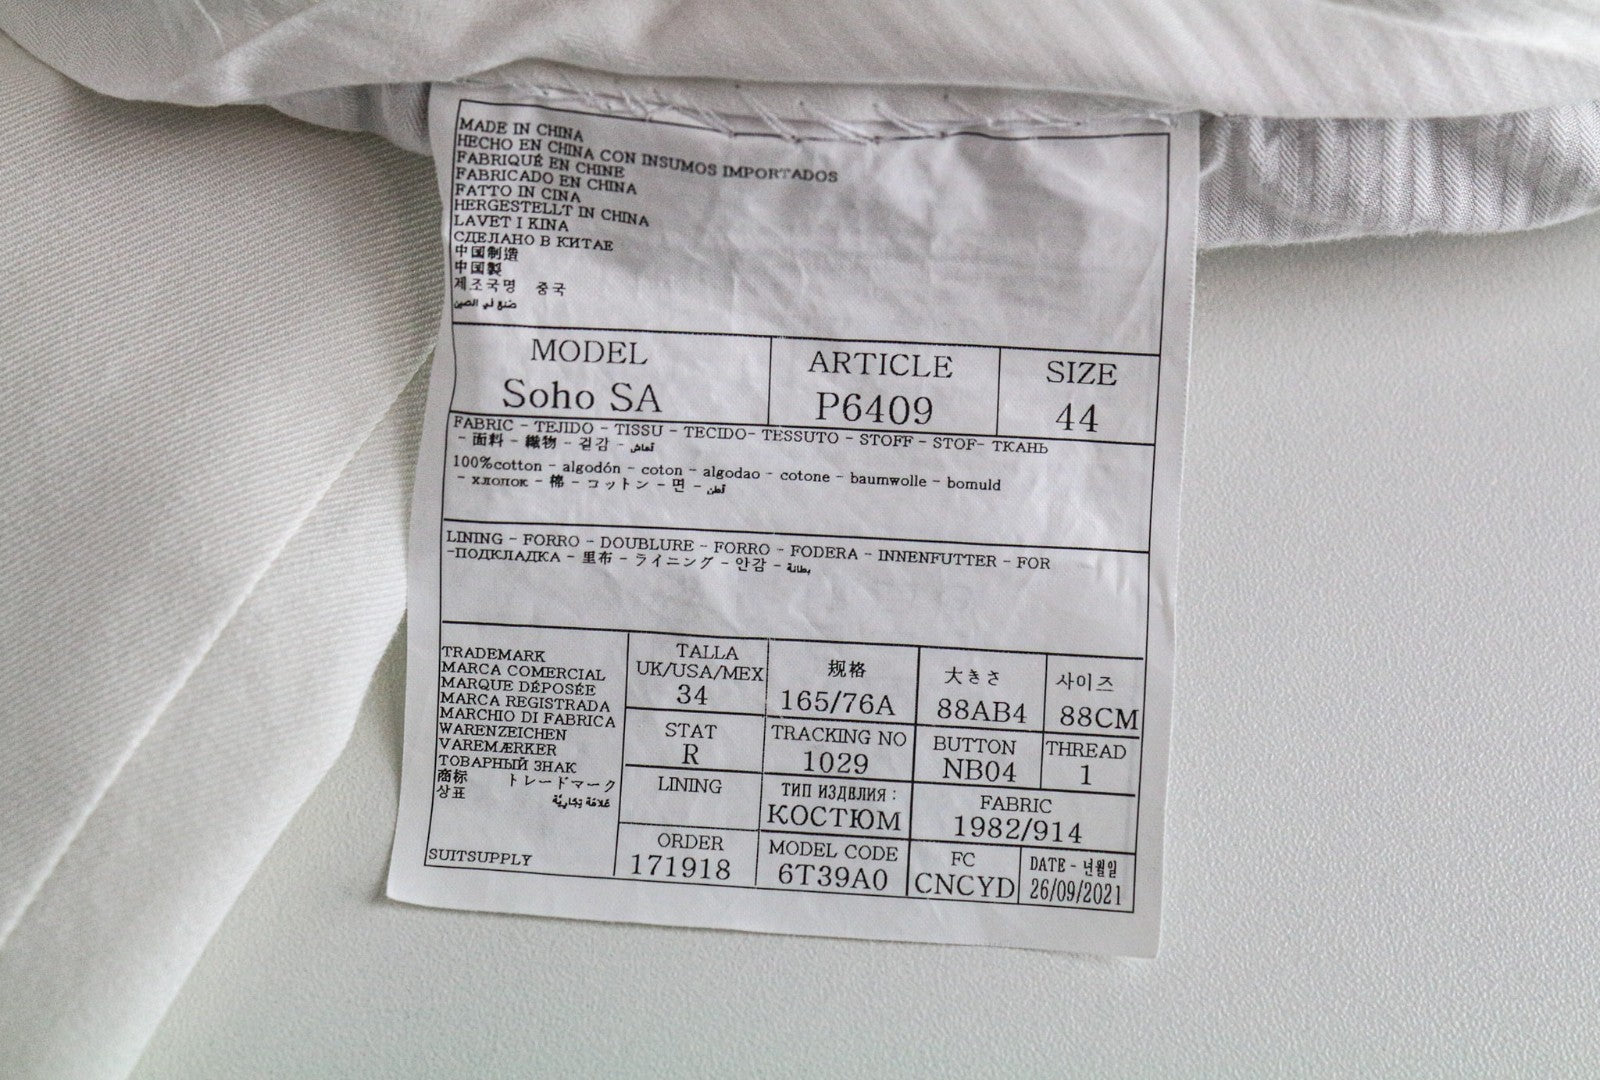 MADE IN CHINA
HECHO EN CHINA CON INSUMOS IMPORTADOS
FABRIQUÉ EN CHINE
FABRICADO EN CHINA
FATTO IN CINA
HERGESTELLT IN CHINA
LAVET I KINA
СДЕЛАНО В КИТАЕ
中国制造
中国製
제조국명 중국
صنع في الصين
MODEL
Soho SA
ARTICLE
P6409
SIZE
44
FABRIC - TEJIDO - TISSU - TECIDO- TESSUTO - STOFF - STOF- ТКАНЬ
- 面料 - 織物 - 겉감 - قماش
100%cotton - algodón - coton - algodao - cotone - baumwolle - bomuld
- хлопок - 棉 - コットン - 면 - قطن
LINING - FORRO - DOUBLURE - FORRO - FODERA - INNENFUTTER - FOR
-ПОДКЛАДКА - 里布 - ライニング - 안감 - بطانة
TRADEMARK
MARCA COMERCIAL
MARQUE DÉPOSÉE
MARCA REGISTRADA
MARCHIO DI FABRICA
WARENZEICHEN
VAREMÆRKER
ТОВАРНЫЙ ЗНАК
商标 トレードマーク
상표 علامة تجارية
SUITSUPPLY
TALLA
UK/USA/MEX
34
规格
165/76A
大きさ
88AB4
사이즈
88CM
STAT
R
TRACKING NO
1029
BUTTON
NB04
THREAD
1
LINING
ТИП ИЗДВЛИЯ :
КОСТЮМ
FABRIC
1982/914
ORDER
171918
MODEL CODE
6T39A0
FC
CNCYD
DATE - 년월일
26/09/2021